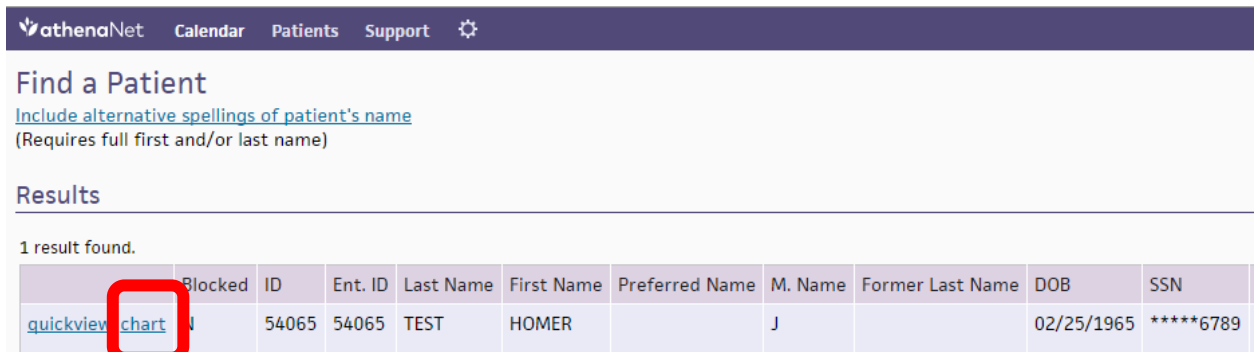 athenaNet Calendar Patients Support
Find a Patient
Include alternative spellings of patient's name
(Requires full first and/or last name)
Results
1 result found.
Blocked ID Ent. ID Last Name First Name Preferred Name M. Name Former Last Name DOB SSN
quickview chart N 54065 54065 TEST HOMER J 02/25/1965 *****6789